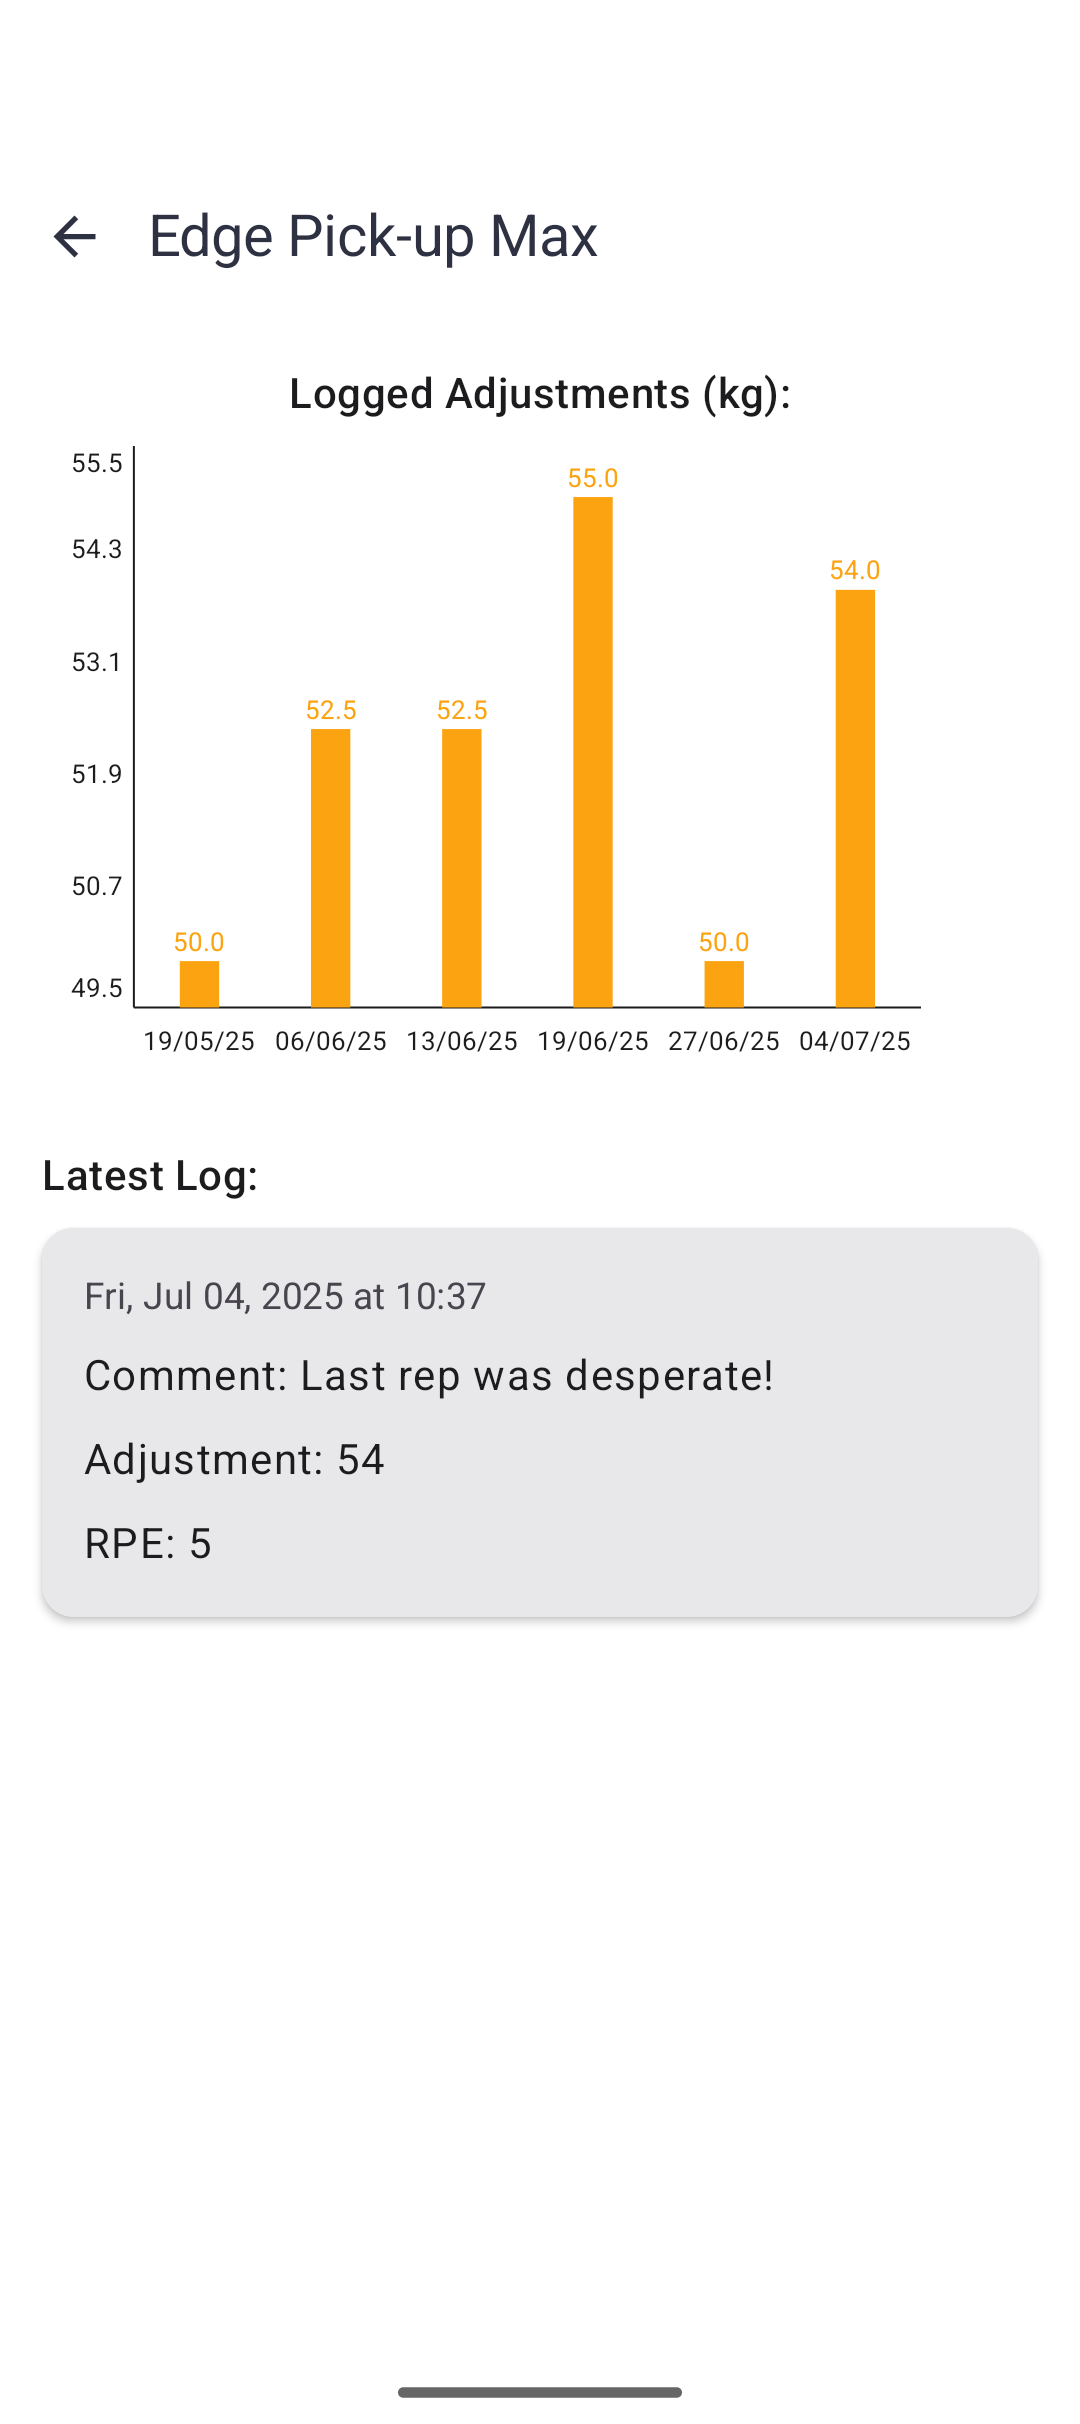 Edge Pick-up Max
Logged Adjustments (kg):
55.5
54.3
53.1
51.9
50.7
49.5
50.0
52.5
52.5
55.0
50.0
54.0
19/05/25 06/06/25 13/06/25 19/06/25 27/06/25 04/07/25
Latest Log:
Fri, Jul 04, 2025 at 10:37
Comment: Last rep was desperate!
Adjustment: 54
RPE: 5